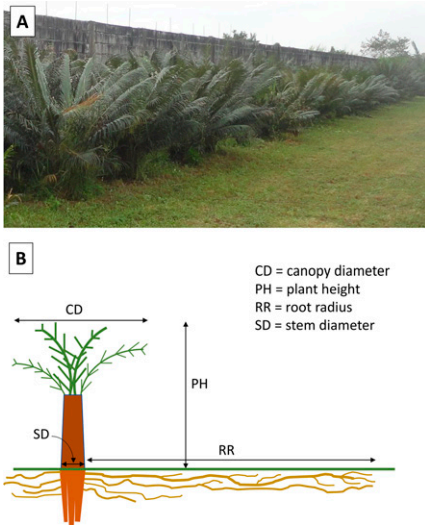 A
B
CD = canopy diameter
PH = plant height
RR = root radius
SD = stem diameter
CD
PH
SD
RR